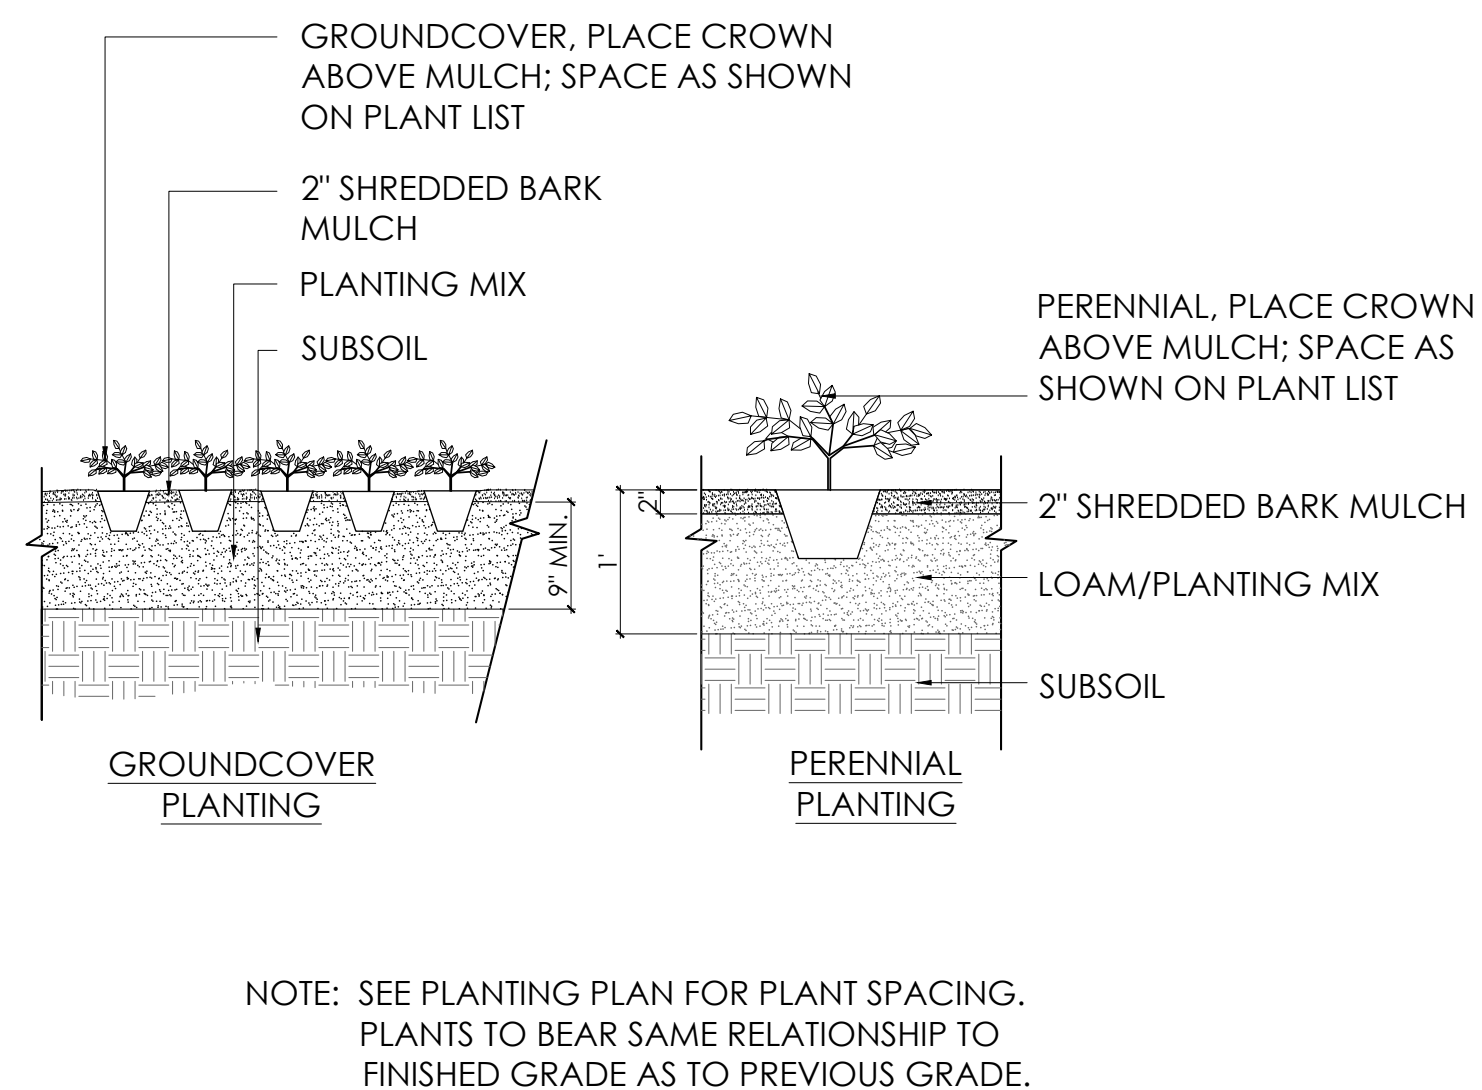 GROUNDCOVER, PLACE CROWN
ABOVE MULCH; SPACE AS SHOWN
ON PLANT LIST
2" SHREDDED BARK
MULCH
PLANTING MIX
SUBSOIL
9" MIN.
GROUNDCOVER
PLANTING
PERENNIAL, PLACE CROWN
ABOVE MULCH; SPACE AS
SHOWN ON PLANT LIST
2"
1'
2" SHREDDED BARK MULCH
LOAM/PLANTING MIX
SUBSOIL
PERENNIAL
PLANTING
NOTE: SEE PLANTING PLAN FOR PLANT SPACING.
PLANTS TO BEAR SAME RELATIONSHIP TO
FINISHED GRADE AS TO PREVIOUS GRADE.